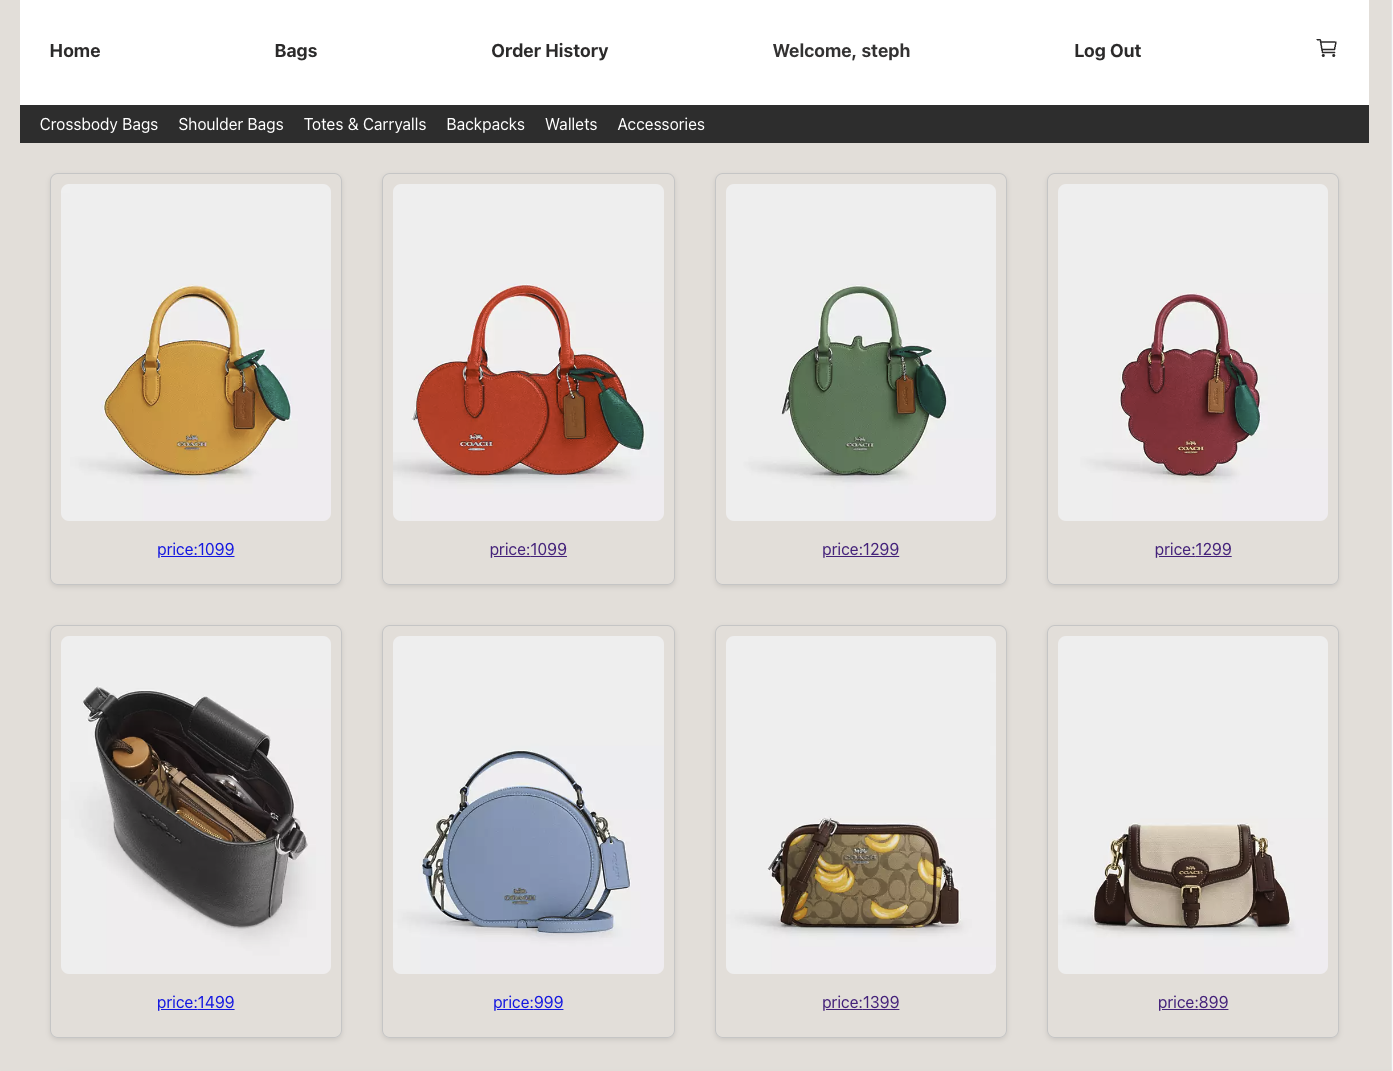 Home Bags Order History Welcome, steph Log Out
Crossbody Bags Shoulder Bags Totes & Carryalls Backpacks Wallets Accessories
COACH
COACH
COACH
COACH
price:1099 price:1099 price:1299 price:1299
COACH
COACH
COACH
price:1499 price:999 price:1399 price:899